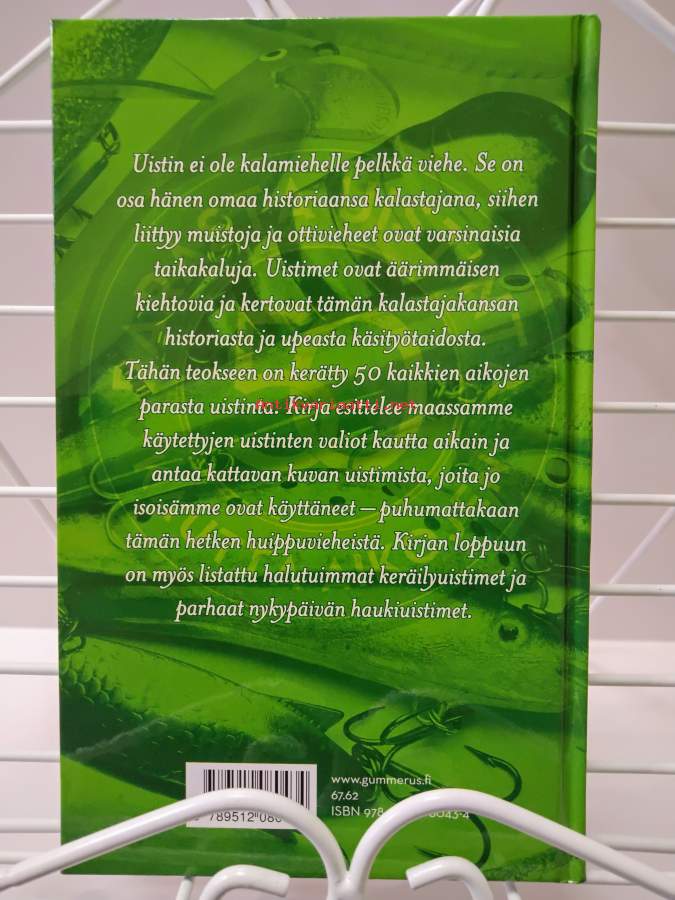 Uistin ei ole kalamiehelle pelkkä viehe. Se on
osa hänen omaa historiaansa kalastajana, siihen
liittyy muistoja ja ottivieheet ovat varsinaisia
taikakaluja. Uistimet ovat äärimmäisen
kiehtovia ja kertovat tämän kalastajakansan
historiasta ja upeasta käsityötaidosta.
Tähän teokseen on kerätty 50 kaikkien aikojen
parasta uistinta. Kirja esittelee maassamme
käytettyjen uistinten valiot kautta aikain ja
antaa kattavan kuvan uistimista, joita jo
isoisämme ovat käyttäneet – puhumattakaan
tämän hetken huippuvieheistä. Kirjan loppuun
on myös listattu halutuimmat keräilyuistimet ja
parhaat nykypäivän haukiuistimet.
www.gummerus.fi
67.62
ISBN 978
789512 080